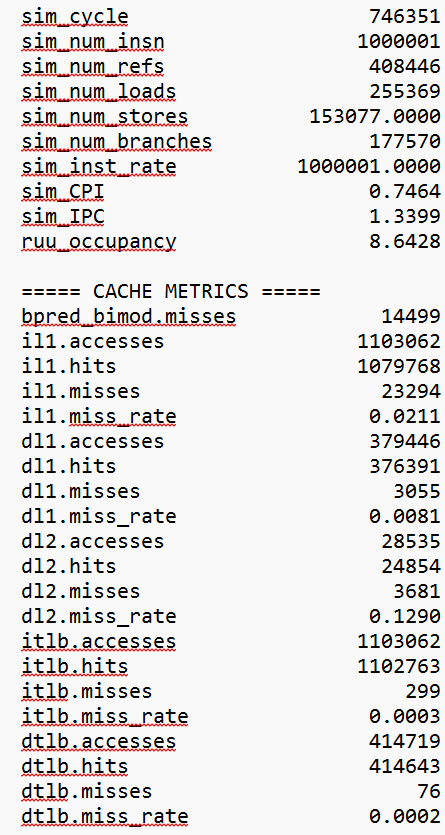 sim_cycle 746351
sim_num_insn 1000001
sim_num_refs 408446
sim_num_loads 255369
sim_num_stores 153077.0000
sim_num_branches 177570
sim_inst_rate 1000001.0000
sim_CPI 0.7464
sim_IPC 1.3399
ruu_occupancy 8.6428
===== CACHE METRICS =====
bpred_bimod.misses 14499
il1.accesses 1103062
il1.hits 1079768
il1.misses 23294
il1.miss_rate 0.0211
dl1.accesses 379446
dl1.hits 376391
dl1.misses 3055
dl1.miss_rate 0.0081
dl2.accesses 28535
dl2.hits 24854
dl2.misses 3681
dl2.miss_rate 0.1290
itlb.accesses 1103062
itlb.hits 1102763
itlb.misses 299
itlb.miss_rate 0.0003
dtlb.accesses 414719
dtlb.hits 414643
dtlb.misses 76
dtlb.miss_rate 0.0002